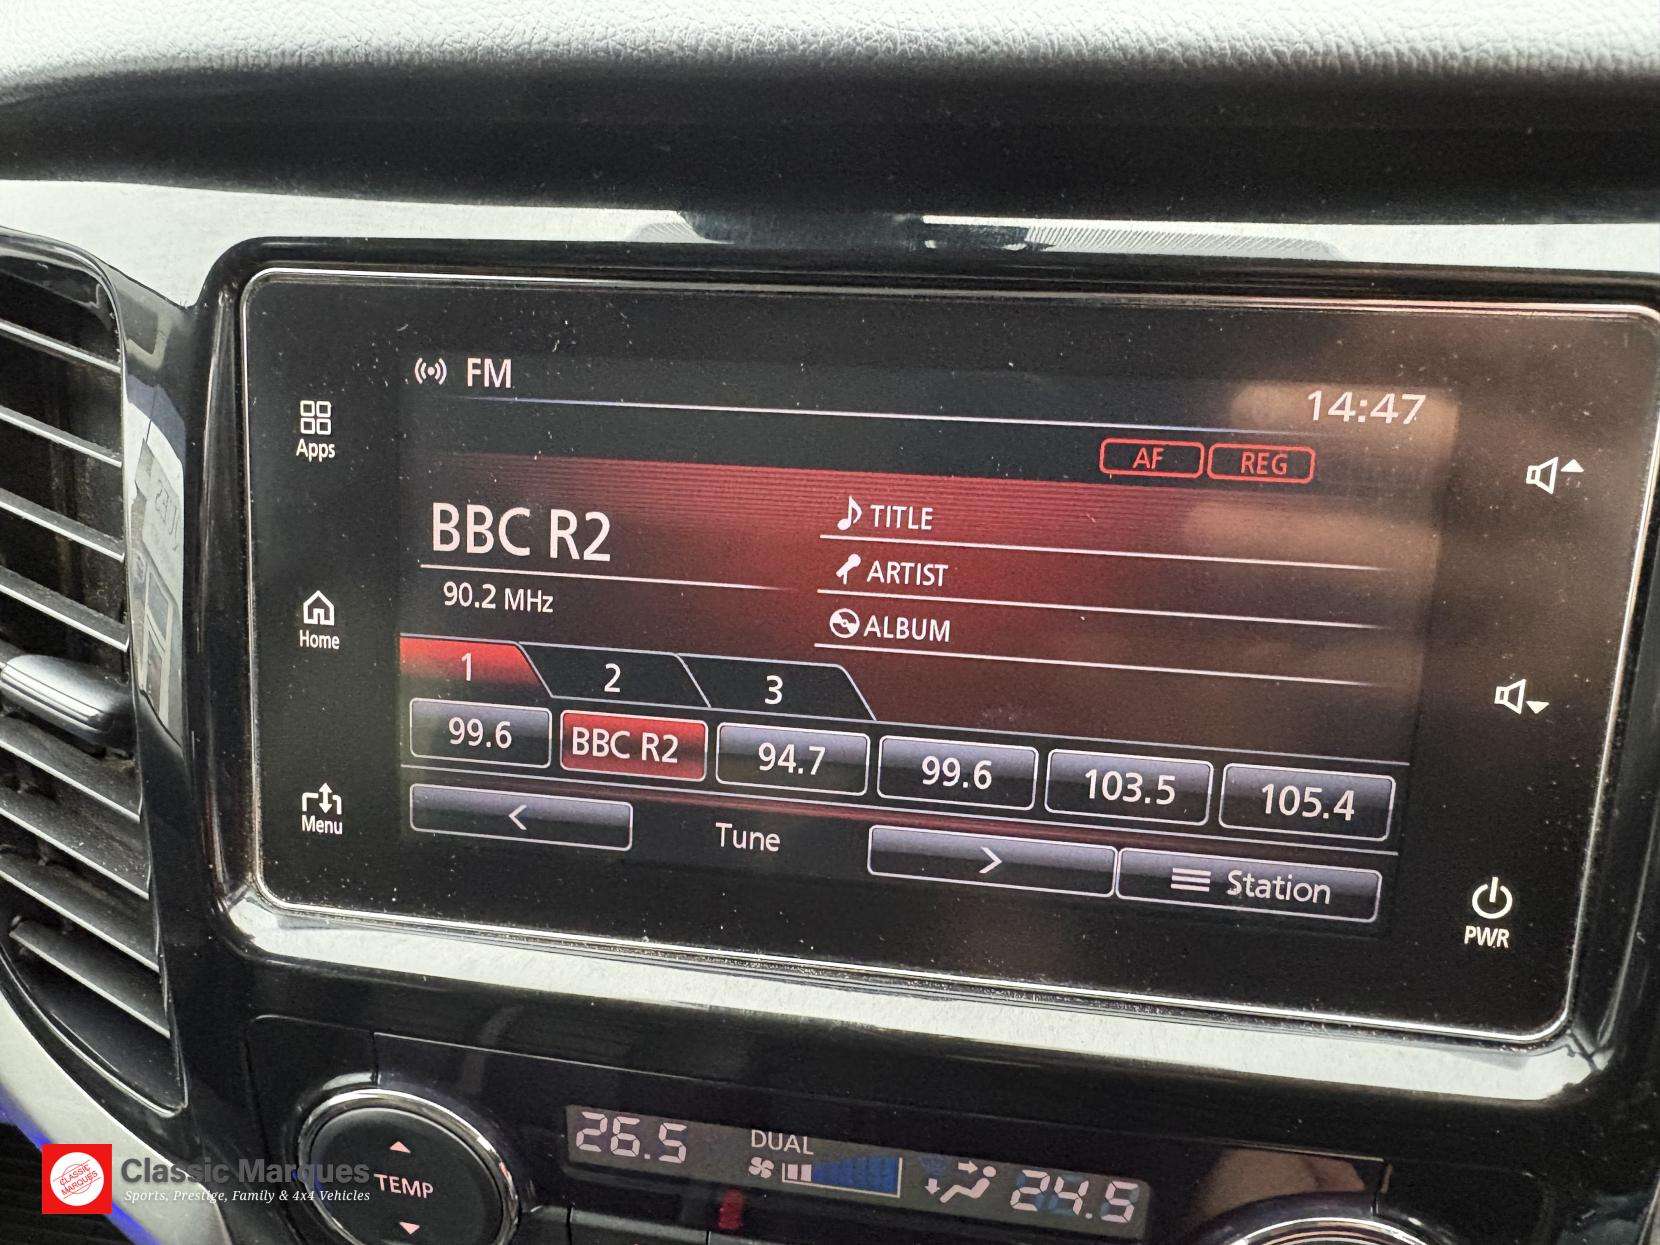 FM
14:47
Apps
AF REG
BBC R2
TITLE
90.2 MHz
ARTIST
Home
ALBUM
1 2 3
99.6 BBC R2 94.7 99.6 103.5 105.4
Menu
< Tune > Station
PWR
26.5 DUAL 24.5
TEMP
CLASSIC MARQUES
Classic Marques
Sports, Prestige, Family & 4x4 Vehicles